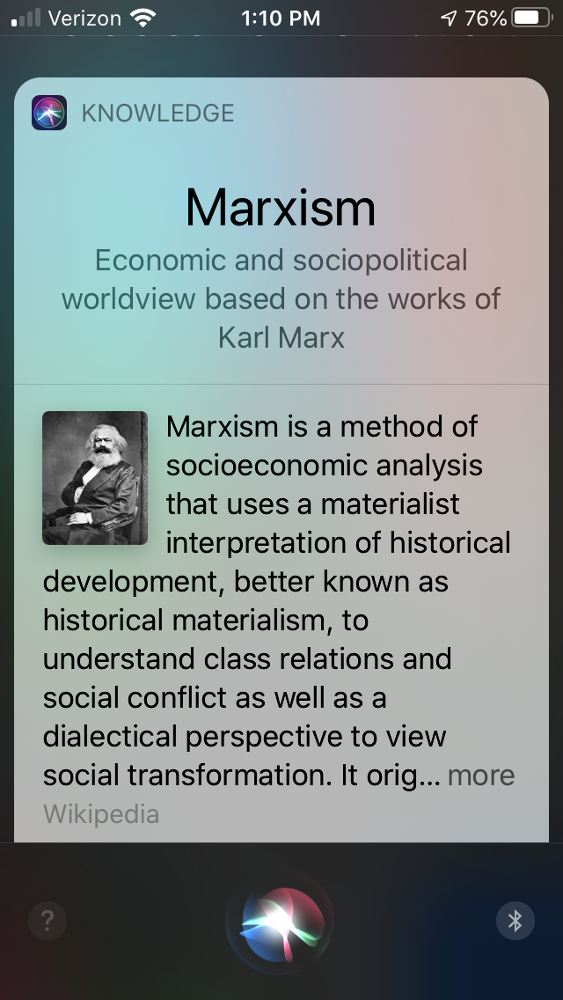 Verizon 1:10 PM 76%
KNOWLEDGE
Marxism
Economic and sociopolitical
worldview based on the works of
Karl Marx
Marxism is a method of
socioeconomic analysis
that uses a materialist
interpretation of historical
development, better known as
historical materialism, to
understand class relations and
social conflict as well as a
dialectical perspective to view
social transformation. It orig... more
Wikipedia
?